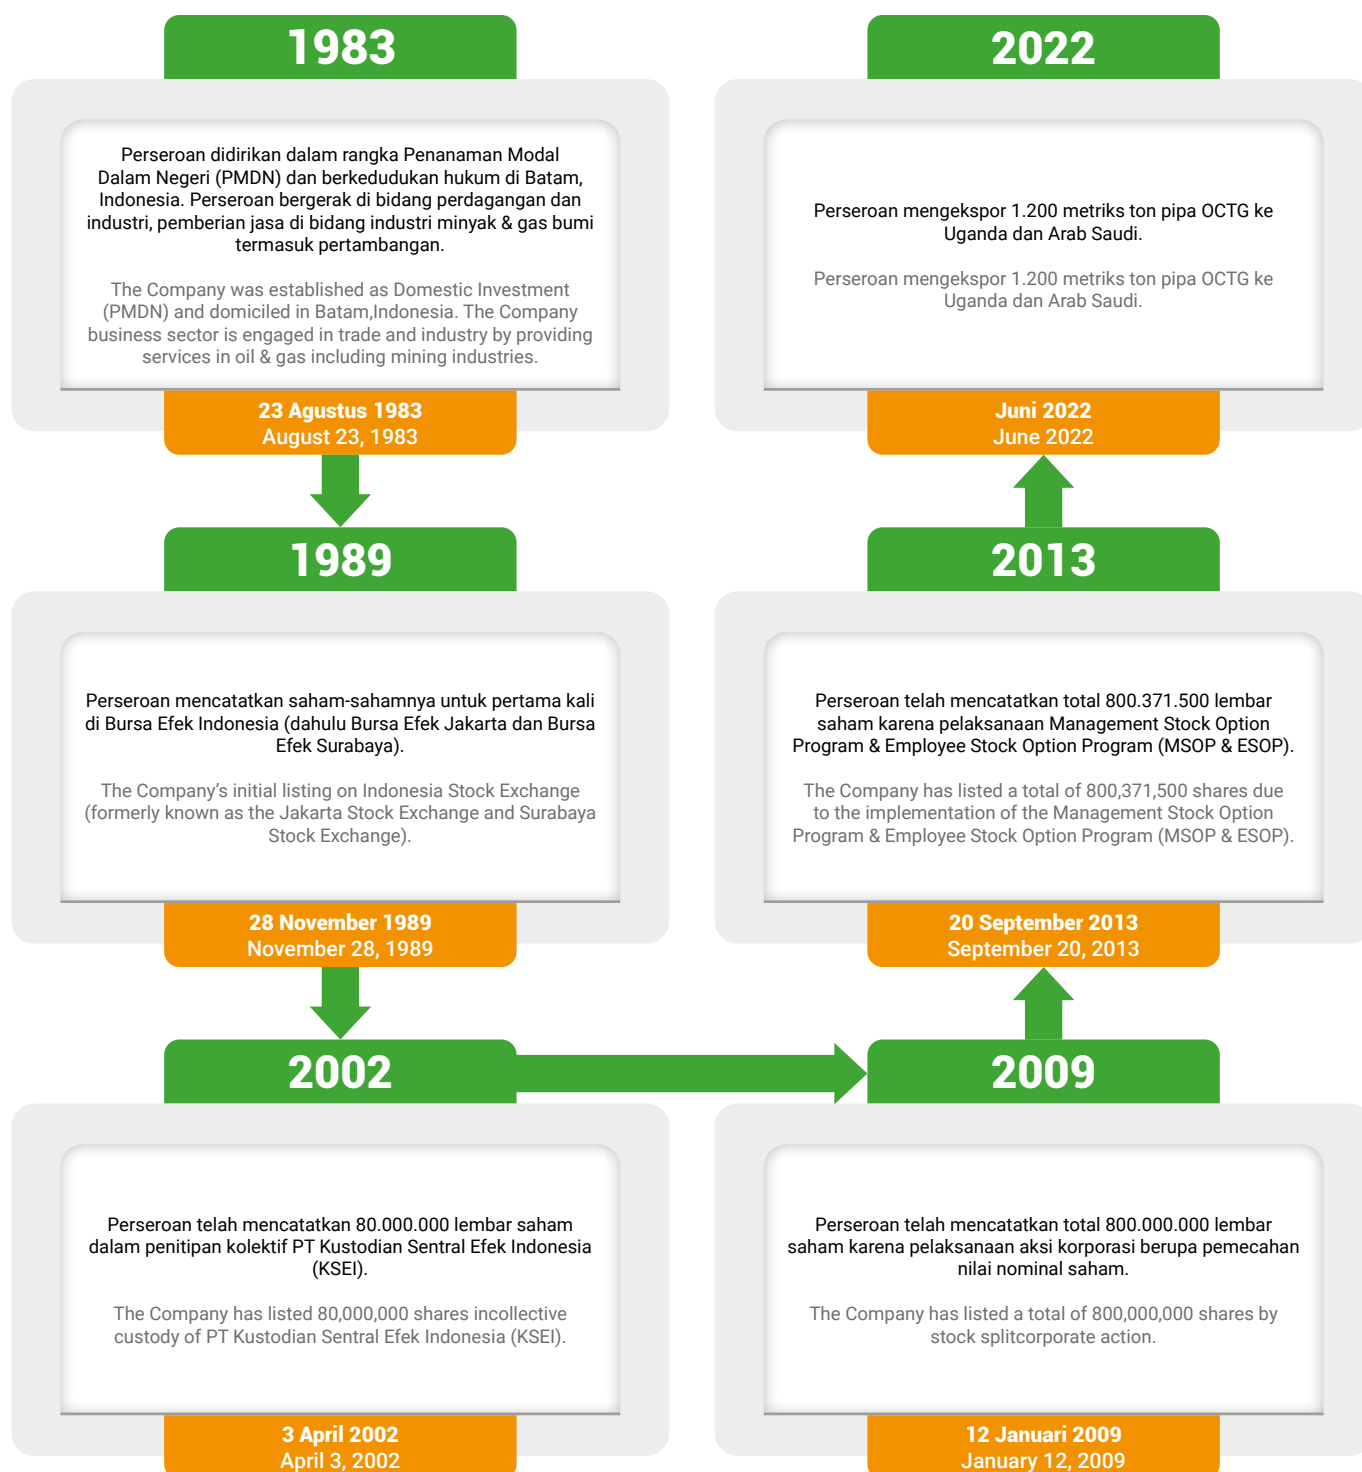 1983
Perseroan didirikan dalam rangka Penanaman Modal
Dalam Negeri (PMDN) dan berkedudukan hukum di Batam,
Indonesia. Perseroan bergerak di bidang perdagangan dan
industri, pemberian jasa di bidang industri minyak & gas bumi
termasuk pertambangan.
The Company was established as Domestic Investment
(PMDN) and domiciled in Batam,Indonesia. The Company
business sector is engaged in trade and industry by providing
services in oil & gas including mining industries.
23 Agustus 1983
August 23, 1983
1989
Perseroan mencatatkan saham-sahamnya untuk pertama kali
di Bursa Efek Indonesia (dahulu Bursa Efek Jakarta dan Bursa
Efek Surabaya).
The Company’s initial listing on Indonesia Stock Exchange
(formerly known as the Jakarta Stock Exchange and Surabaya
Stock Exchange).
28 November 1989
November 28, 1989
2002
Perseroan telah mencatatkan 80.000.000 lembar saham
dalam penitipan kolektif PT Kustodian Sentral Efek Indonesia
(KSEI).
The Company has listed 80,000,000 shares incollective
custody of PT Kustodian Sentral Efek Indonesia (KSEI).
3 April 2002
April 3, 2002
2009
Perseroan telah mencatatkan total 800.000.000 lembar
saham karena pelaksanaan aksi korporasi berupa pemecahan
nilai nominal saham.
The Company has listed a total of 800,000,000 shares by
stock splitcorporate action.
12 Januari 2009
January 12, 2009
2013
Perseroan telah mencatatkan total 800.371.500 lembar
saham karena pelaksanaan Management Stock Option
Program & Employee Stock Option Program (MSOP & ESOP).
The Company has listed a total of 800,371,500 shares due
to the implementation of the Management Stock Option
Program & Employee Stock Option Program (MSOP & ESOP).
20 September 2013
September 20, 2013
2022
Perseroan mengekspor 1.200 metriks ton pipa OCTG ke
Uganda dan Arab Saudi.
Perseroan mengekspor 1.200 metriks ton pipa OCTG ke
Uganda dan Arab Saudi.
Juni 2022
June 2022